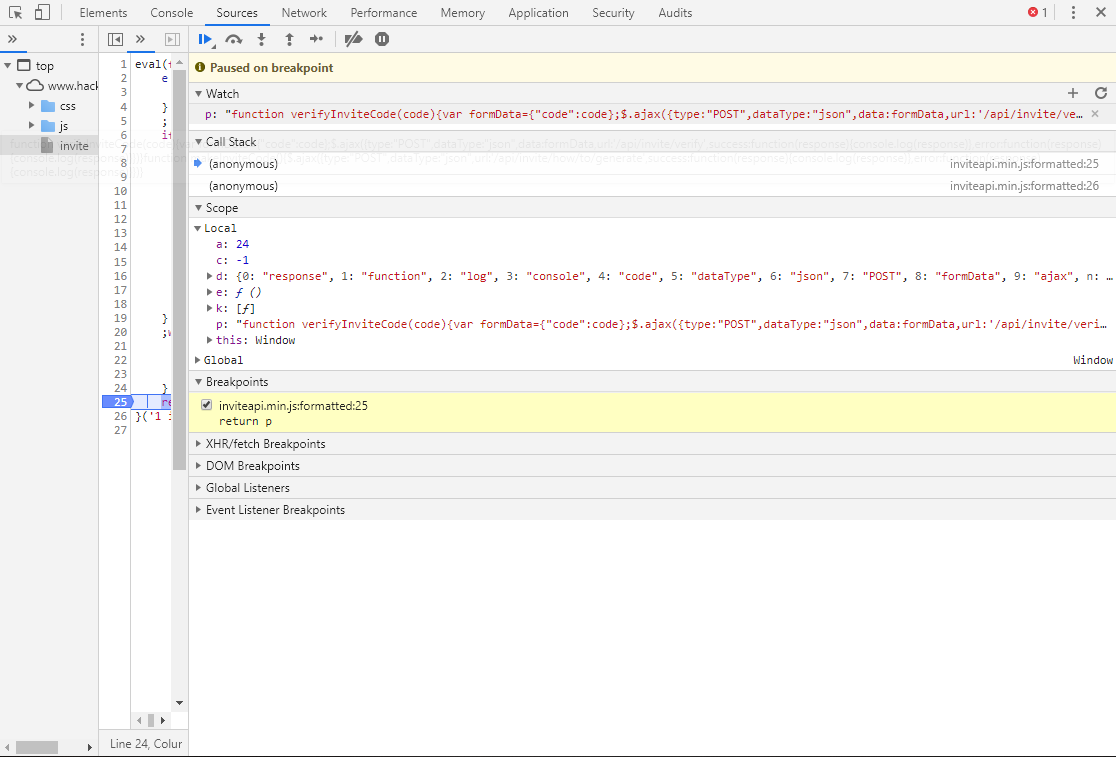 Elements Console Sources Network Performance Memory Application Security Audits 1
top
www.hack
css
js
invite
1 eval(
2 e
3
4 }
5 ;
6 i
7
8
9
10
11
12
13
14
15
16
17
18
19 }
20 ;w
21
22
23
24 }
25 re
26 }('1 i
27
Line 24, Colur
Paused on breakpoint
Watch
p: "function verifyInviteCode(code){var formData={"code":code};$.ajax({type:"POST",dataType:"json",data:formData,url:'/api/invite/ve…
Call Stack
(anonymous) inviteapi.min.js:formatted:25
(anonymous) inviteapi.min.js:formatted:26
Scope
Local
a: 24
c: -1
d: {0: "response", 1: "function", 2: "log", 3: "console", 4: "code", 5: "dataType", 6: "json", 7: "POST", 8: "formData", 9: "ajax", n: …
e: ƒ ()
k: [ƒ]
p: "function verifyInviteCode(code){var formData={"code":code};$.ajax({type:"POST",dataType:"json",data:formData,url:'/api/invite/veri…
this: Window
Global Window
Breakpoints
inviteapi.min.js:formatted:25
return p
XHR/fetch Breakpoints
DOM Breakpoints
Global Listeners
Event Listener Breakpoints